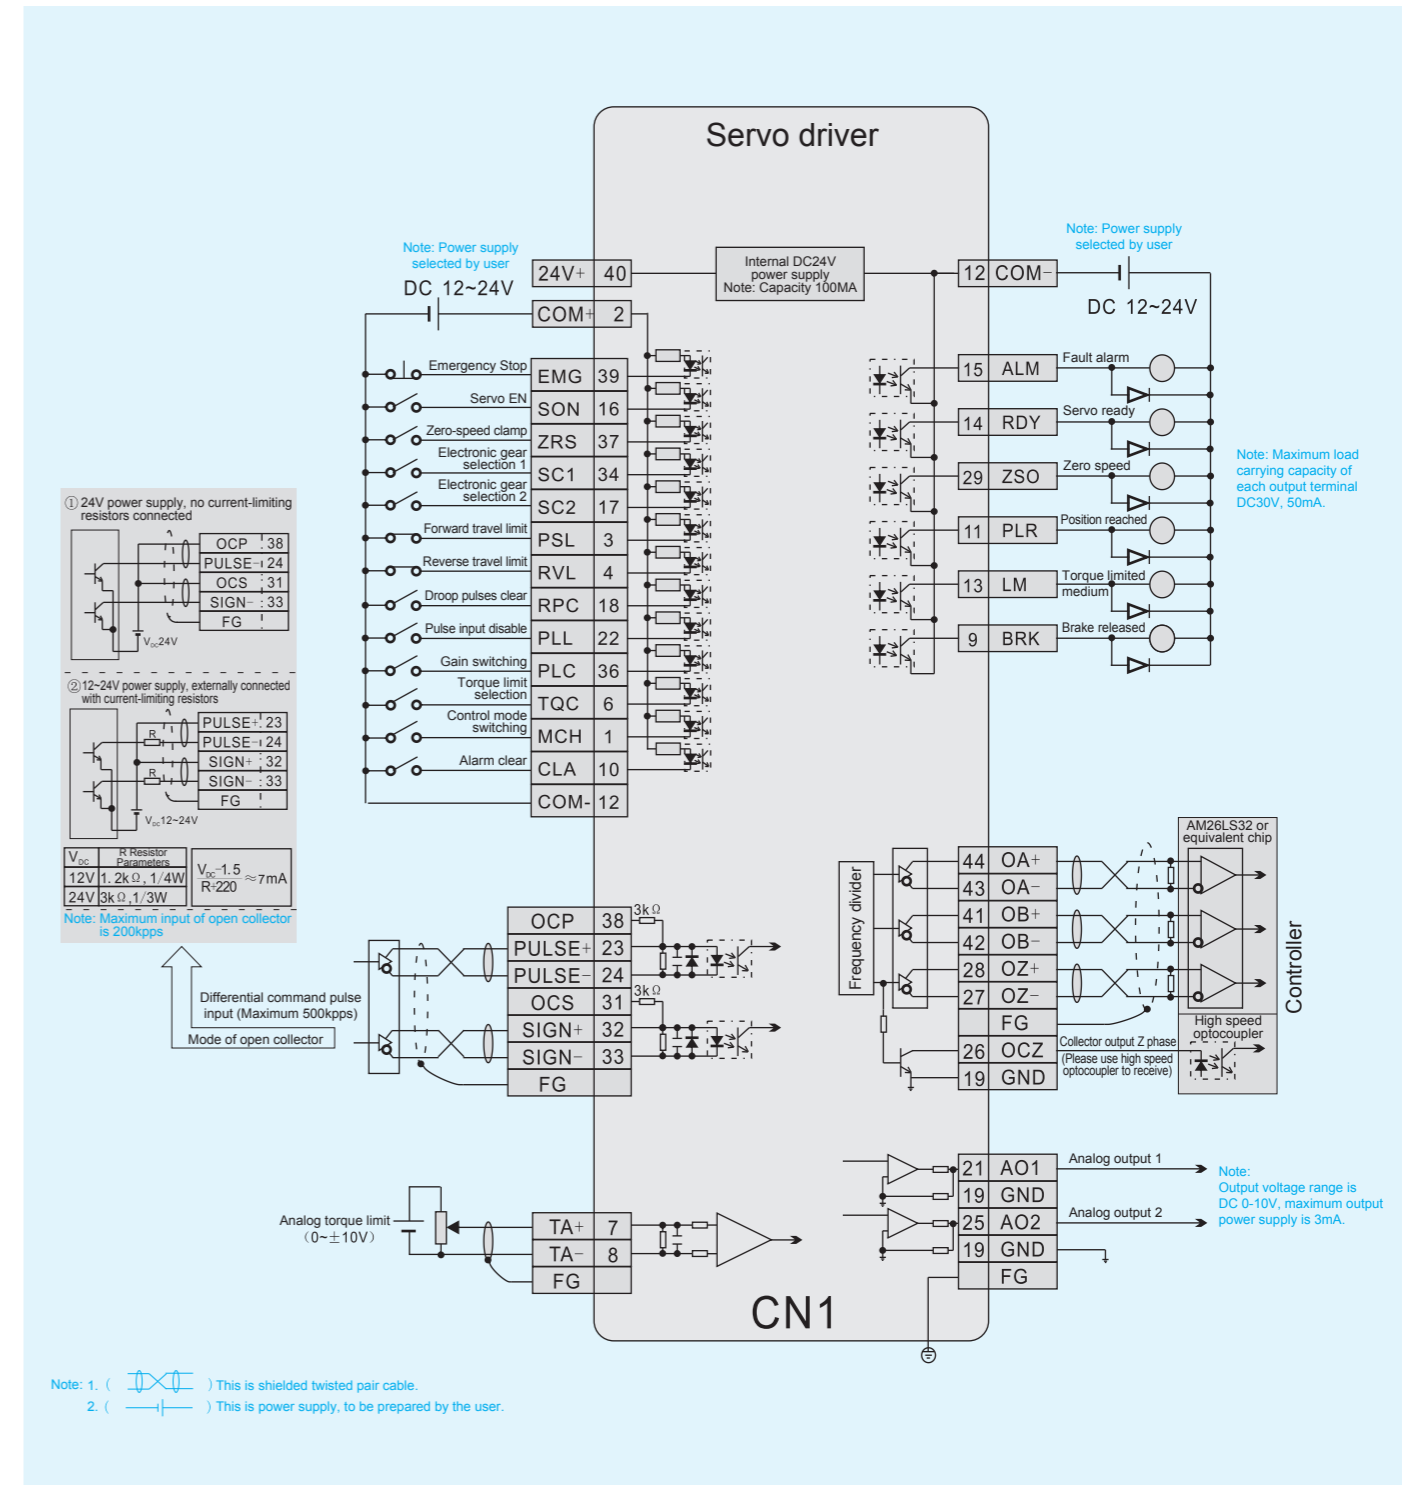 Servo driver
Note: Power supply
selected by user
DC 12~24V
24V+ 40
COM+ 2
Internal DC24V
power supply
Note: Capacity 100MA
12 COM-
Note: Power supply
selected by user
DC 12~24V
Emergency Stop
EMG 39
Servo EN
SON 16
Zero-speed clamp
ZRS 37
Electronic gear
selection 1
SC1 34
Electronic gear
selection 2
SC2 17
Forward travel limit
PSL 3
Reverse travel limit
RVL 4
Droop pulses clear
RPC 18
Pulse input disable
PLL 22
Gain switching
PLC 36
Torque limit
selection
TQC 6
Control mode
switching
MCH 1
Alarm clear
CLA 10
COM- 12
15 ALM
Fault alarm
14 RDY
Servo ready
29 ZSO
Zero speed
11 PLR
Position reached
13 LM
Torque limited
medium
9 BRK
Brake released
Note: Maximum load
carrying capacity of
each output terminal
DC30V, 50mA.
① 24V power supply, no current-limiting
resistors connected
OCP 38
PULSE- 24
OCS 31
SIGN- 33
FG
VDC24V
② 12~24V power supply, externally connected
with current-limiting resistors
R
R
PULSE+ 23
PULSE- 24
SIGN+ 32
SIGN- 33
FG
VDC12~24V
VDC R Resistor
Parameters
12V 1.2kΩ,1/4W
24V 3kΩ,1/3W
VDC-1.5
R+220
≈7mA
Note: Maximum input of open collector
is 200kpps
Differential command pulse
input (Maximum 500kpps)
Mode of open collector
OCP 38
3kΩ
PULSE+ 23
PULSE- 24
OCS 31
3kΩ
SIGN+ 32
SIGN- 33
FG
Frequency divider
44 OA+
43 OA-
41 OB+
42 OB-
28 OZ+
27 OZ-
FG
26 OCZ
19 GND
AM26LS32 or
equivalent chip
Controller
High speed
optocoupler
Collector output Z phase
(Please use high speed
optocoupler to receive)
21 AO1
Analog output 1
19 GND
25 AO2
Analog output 2
19 GND
FG
Note:
Output voltage range is
DC 0-10V, maximum output
power supply is 3mA.
Analog torque limit
(0~±10V)
TA+ 7
TA- 8
FG
CN1
Note: 1. ( ) This is shielded twisted pair cable.
2. ( ) This is power supply, to be prepared by the user.